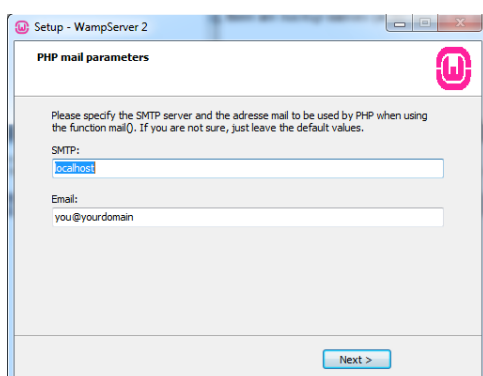 Setup - WampServer 2
PHP mail parameters
Please specify the SMTP server and the adresse mail to be used by PHP when using
the function mail(). If you are not sure, just leave the default values.
SMTP:
localhost
Email:
you@yourdomain
Next >